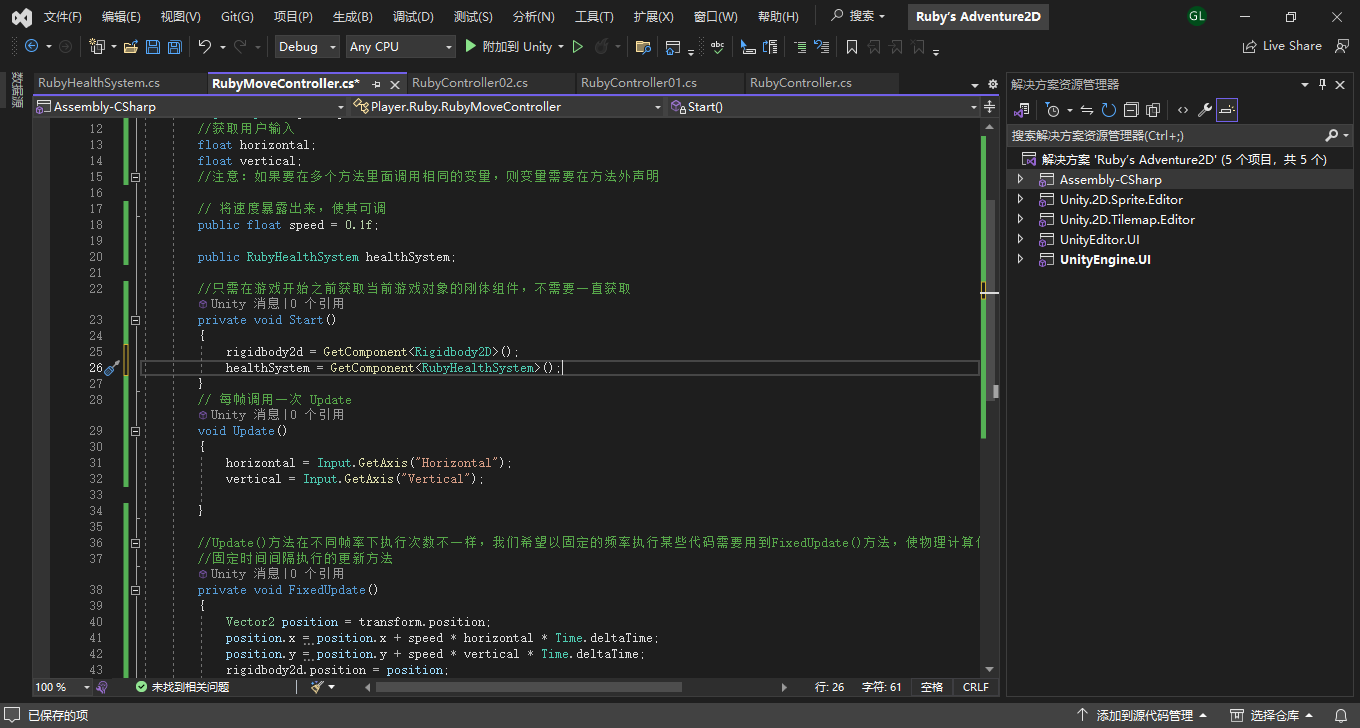 文件(F) 编辑(E) 视图(V) Git(G) 项目(P) 生成(B) 调试(D) 测试(S) 分析(N) 工具(T) 扩展(X) 窗口(W) 帮助(H) 搜索 Ruby's Adventure2D GL
Debug Any CPU 附加到 Unity abc Live Share
数据源
RubyHealthSystem.cs RubyMoveController.cs* RubyController02.cs RubyController01.cs RubyController.cs
Assembly-CSharp Player.Ruby.RubyMoveController Start()
12 //获取用户输入
13 float horizontal;
14 float vertical;
15 //注意：如果要在多个方法里面调用相同的变量，则变量需要在方法外声明
16
17 // 将速度暴露出来，使其可调
18 public float speed = 0.1f;
19
20 public RubyHealthSystem healthSystem;
21
22 //只需在游戏开始之前获取当前游戏对象的刚体组件，不需要一直获取
Unity 消息|0 个引用
23 private void Start()
24 {
25 rigidbody2d = GetComponent<Rigidbody2D>();
26 healthSystem = GetComponent<RubyHealthSystem>();
27 }
28 // 每帧调用一次 Update
Unity 消息|0 个引用
29 void Update()
30 {
31 horizontal = Input.GetAxis("Horizontal");
32 vertical = Input.GetAxis("Vertical");
33
34 }
35
36 //Update()方法在不同帧率下执行次数不一样，我们希望以固定的频率执行某些代码需要用到FixedUpdate()方法，使物理计算
37 //固定时间间隔执行的更新方法
Unity 消息|0 个引用
38 private void FixedUpdate()
39 {
40 Vector2 position = transform.position;
41 position.x = position.x + speed * horizontal * Time.deltaTime;
42 position.y = position.y + speed * vertical * Time.deltaTime;
43 rigidbody2d.position = position;
100 % 未找到相关问题 行: 26 字符: 61 空格 CRLF
解决方案资源管理器
搜索解决方案资源管理器(Ctrl+;)
解决方案 'Ruby's Adventure2D' (5 个项目，共 5 个)
Assembly-CSharp
Unity.2D.Sprite.Editor
Unity.2D.Tilemap.Editor
UnityEditor.UI
UnityEngine.UI
已保存的项 添加到源代码管理 选择仓库